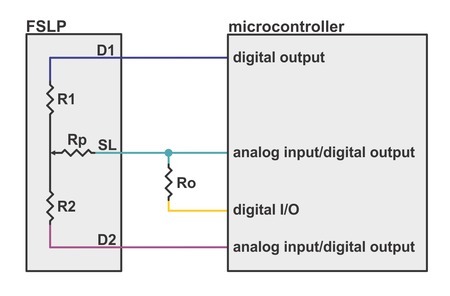 FSLP
microcontroller
D1
digital output
R1
Rp
SL
analog input/digital output
Ro
R2
digital I/O
D2
analog input/digital output